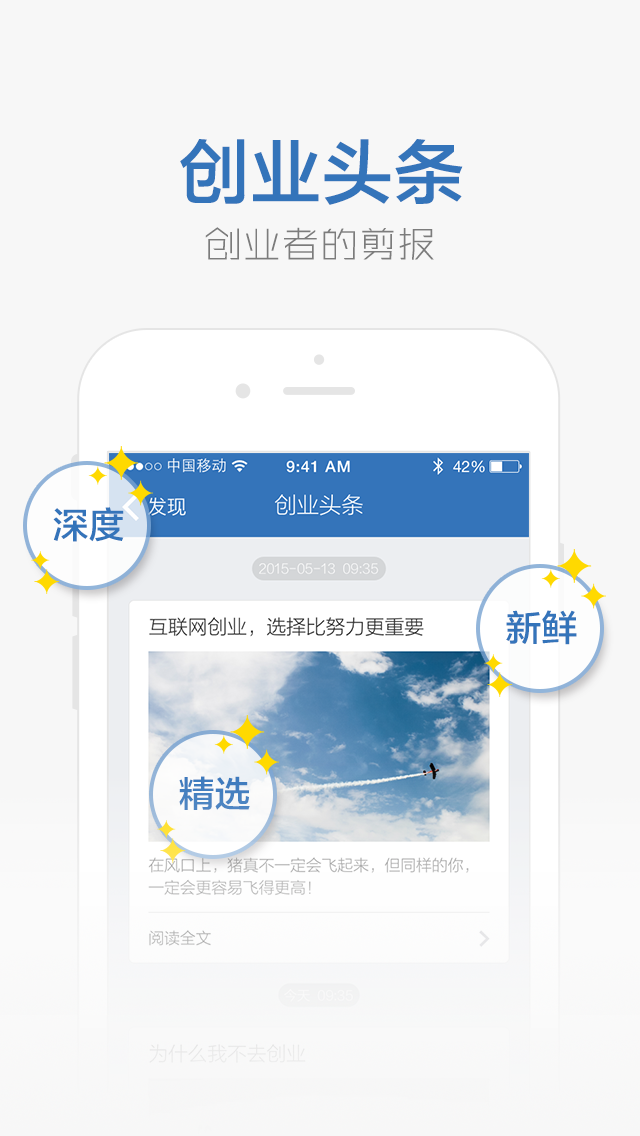 创业头条
创业者的剪报
中国移动 9:41 AM 42%
发现 创业头条
深度
2015-05-13 09:35
新鲜
互联网创业，选择比努力更重要
精选
在风口上，猪真不一定会飞起来，但同样的你，
一定会更容易飞得更高！
阅读全文
今天 09:35
为什么我不去创业